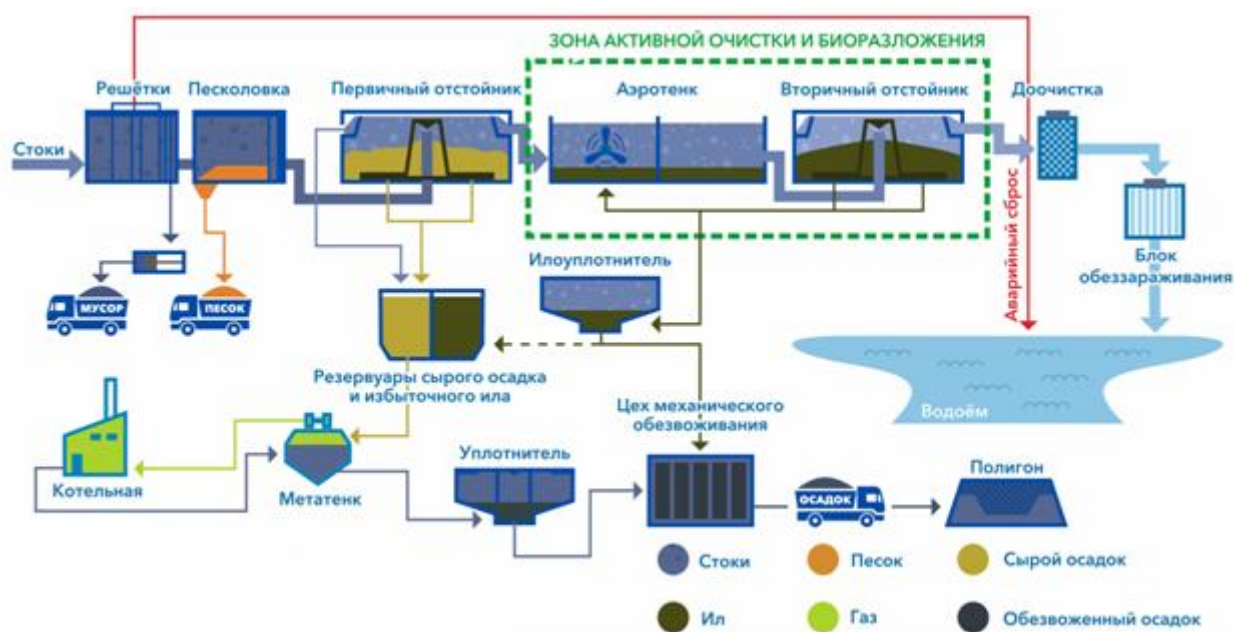 ЗОНА АКТИВНОЙ ОЧИСТКИ И БИОРАЗЛОЖЕНИЯ
Решётки
Песколовка
Первичный отстойник
Аэротенк
Вторичный отстойник
Доочистка
Стоки
Аварийный сброс
Блок
обеззараживания
Илоуплотнитель
МУСОР
ПЕСОК
Резервуары сырого осадка
и избыточного ила
Цех механического
обезвоживания
Водоём
Котельная
Метатенк
Уплотнитель
ОСАДОК
Полигон
Стоки
Песок
Сырой осадок
Ил
Газ
Обезвоженный осадок